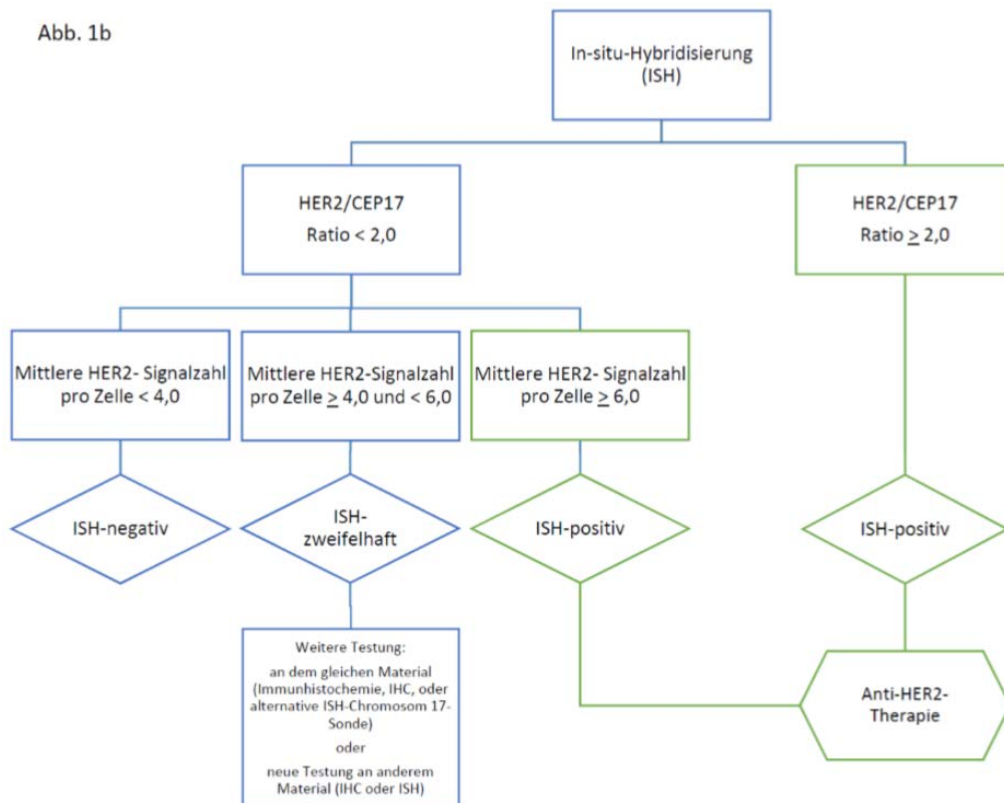 Abb. 1b
In-situ-Hybridisierung
(ISH)
HER2/CEP17
Ratio < 2,0
HER2/CEP17
Ratio ≥ 2,0
Mittlere HER2- Signalzahl
pro Zelle < 4,0
Mittlere HER2-Signalzahl
pro Zelle ≥ 4,0 und < 6,0
Mittlere HER2- Signalzahl
pro Zelle ≥ 6,0
ISH-negativ
ISH-
zweifelhaft
ISH-positiv
ISH-positiv
Weitere Testung:
an dem gleichen Material
(Immunhistochemie, IHC, oder
alternative ISH-Chromosom 17-
Sonde)
oder
neue Testung an anderem
Material (IHC oder ISH)
Anti-HER2-
Therapie